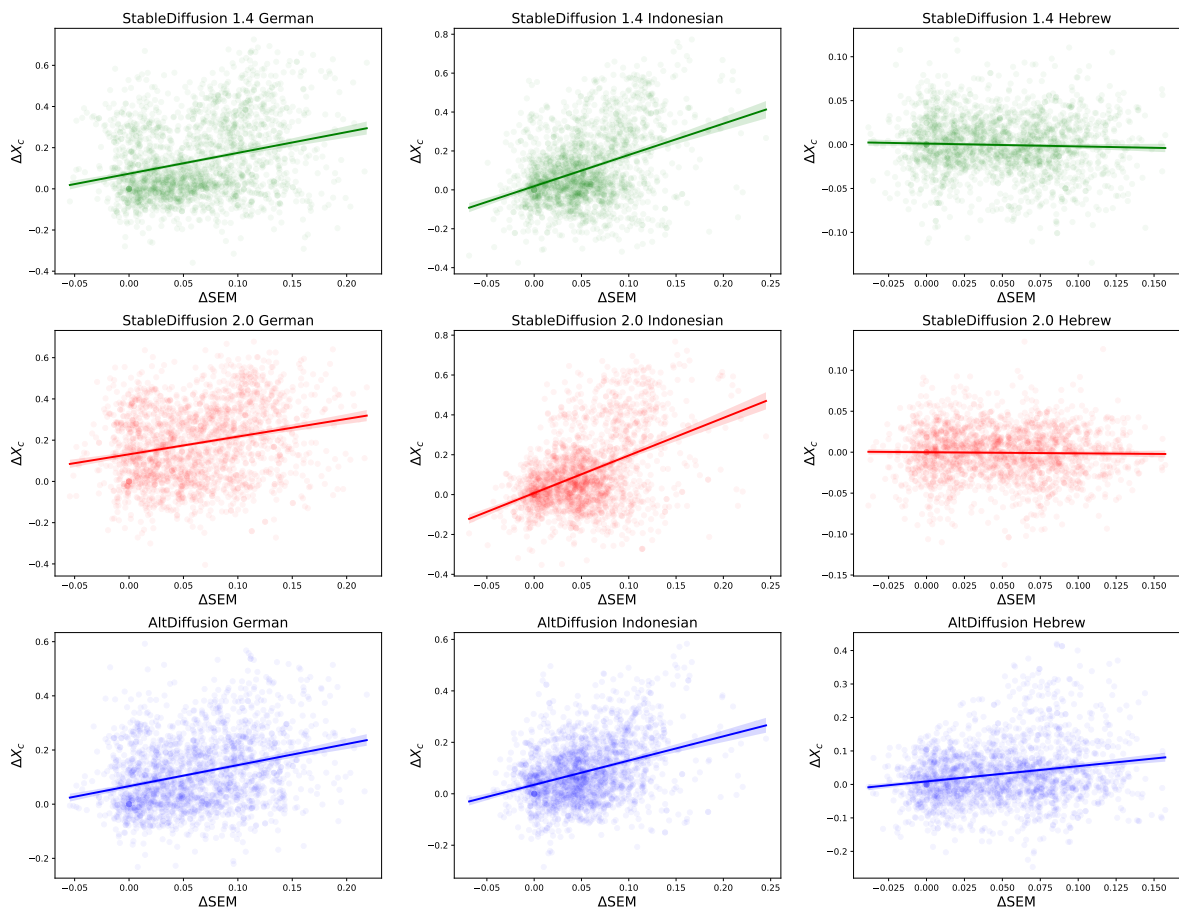 StableDiffusion 1.4 German
0.6
0.4
0.2
0.0
−0.2
−0.4
ΔX_c
−0.05 0.00 0.05 0.10 0.15 0.20
ΔSEM
StableDiffusion 1.4 Indonesian
0.8
0.6
0.4
0.2
0.0
−0.2
−0.4
ΔX_c
−0.05 0.00 0.05 0.10 0.15 0.20 0.25
ΔSEM
StableDiffusion 1.4 Hebrew
0.10
0.05
0.00
−0.05
−0.10
ΔX_c
−0.025 0.000 0.025 0.050 0.075 0.100 0.125 0.150
ΔSEM
StableDiffusion 2.0 German
0.6
0.4
0.2
0.0
−0.2
−0.4
ΔX_c
−0.05 0.00 0.05 0.10 0.15 0.20
ΔSEM
StableDiffusion 2.0 Indonesian
0.8
0.6
0.4
0.2
0.0
−0.2
−0.4
ΔX_c
−0.05 0.00 0.05 0.10 0.15 0.20 0.25
ΔSEM
StableDiffusion 2.0 Hebrew
0.10
0.05
0.00
−0.05
−0.10
−0.15
ΔX_c
−0.025 0.000 0.025 0.050 0.075 0.100 0.125 0.150
ΔSEM
AltDiffusion German
0.6
0.4
0.2
0.0
−0.2
ΔX_c
−0.05 0.00 0.05 0.10 0.15 0.20
ΔSEM
AltDiffusion Indonesian
0.6
0.4
0.2
0.0
−0.2
ΔX_c
−0.05 0.00 0.05 0.10 0.15 0.20 0.25
ΔSEM
AltDiffusion Hebrew
0.4
0.3
0.2
0.1
0.0
−0.1
−0.2
ΔX_c
−0.025 0.000 0.025 0.050 0.075 0.100 0.125 0.150
ΔSEM